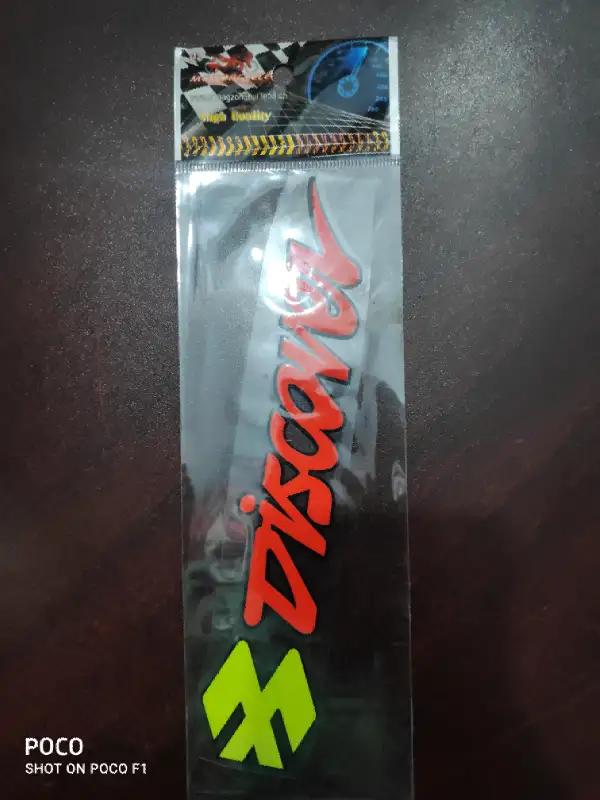 High Quality
Discover
POCO
SHOT ON POCO F1